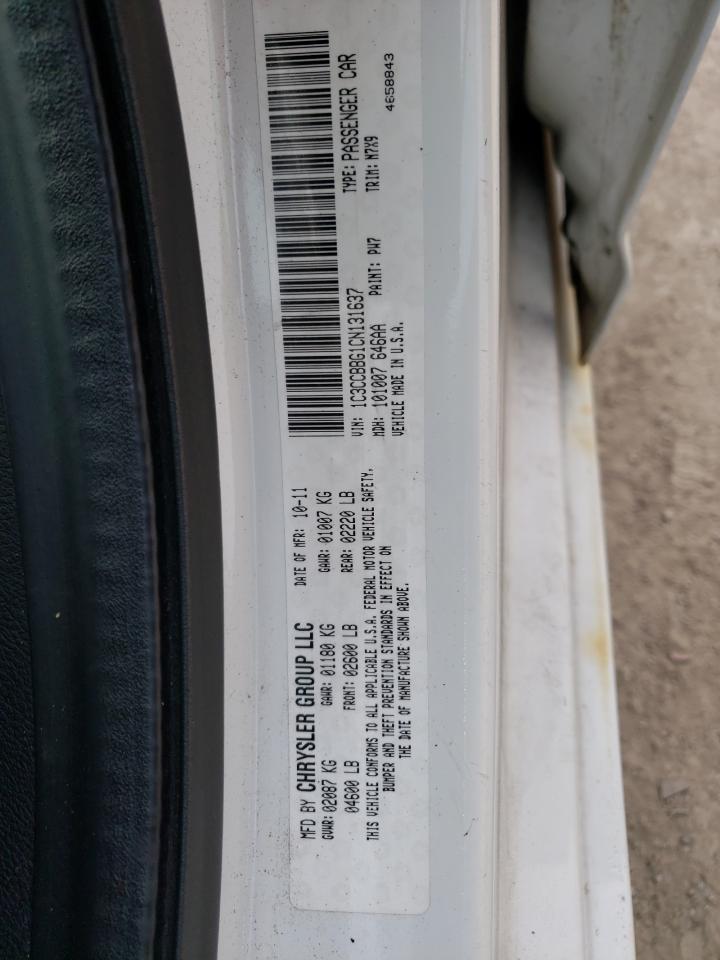 MFD BY CHRYSLER GROUP LLC DATE OF MFR: 10-11
GVWR: 02087 KG GAWR: 01180 KG GAWR: 01007 KG
04600 LB FRONT: 02600 LB REAR: 02220 LB
THIS VEHICLE CONFORMS TO ALL APPLICABLE U.S.A. FEDERAL MOTOR VEHICLE SAFETY,
BUMPER AND THEFT PREVENTION STANDARDS IN EFFECT ON
THE DATE OF MANUFACTURE SHOWN ABOVE.
VIN: 1C3CCBBG1CN131637 TYPE: PASSENGER CAR
MDH: 101007 646AA PAINT: PW7 TRIM: N7X9
VEHICLE MADE IN U.S.A. 4658843